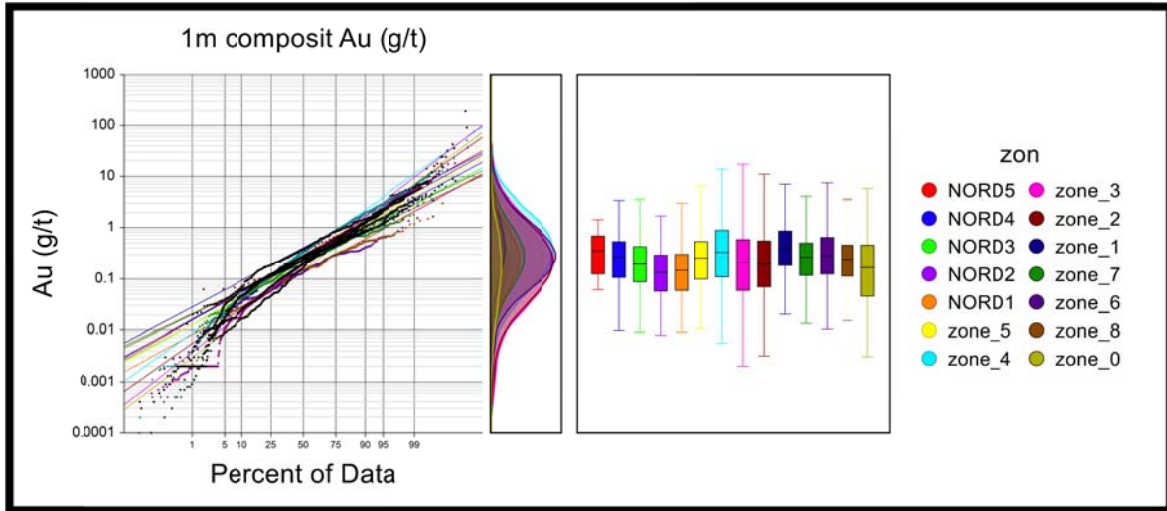 1m composit Au (g/t)
1000
100
10
1
0.1
0.01
0.001
0.0001
Au (g/t)
1 5 10 25 50 75 90 95 99
Percent of Data
zon
NORD5 zone_3
NORD4 zone_2
NORD3 zone_1
NORD2 zone_7
NORD1 zone_6
zone_5 zone_8
zone_4 zone_0